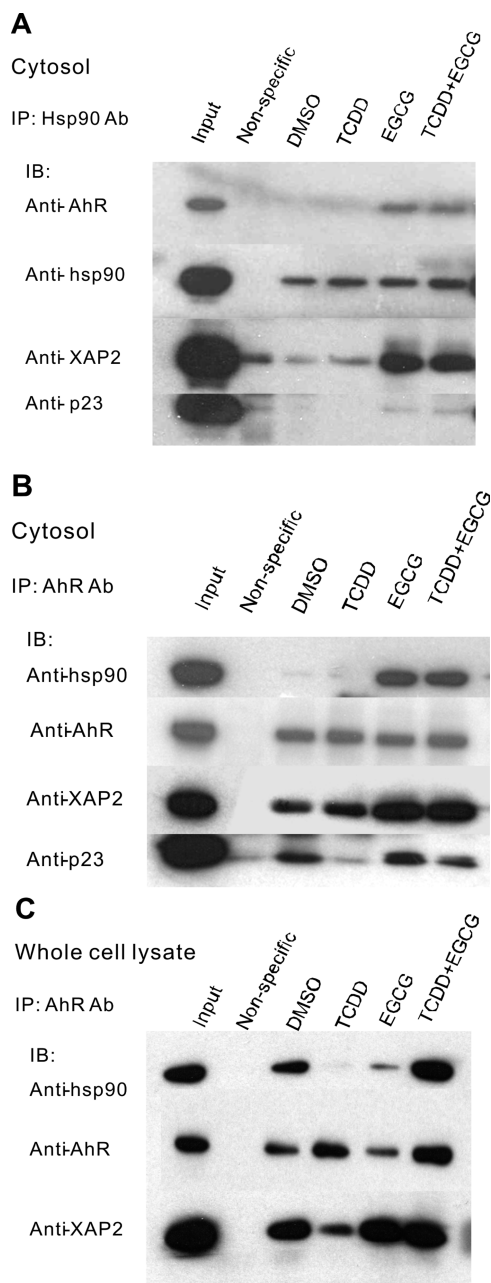 A
Cytosol
IP: Hsp90 Ab
Input Non-specific DMSO TCDD EGCG TCDD+EGCG
IB:
Anti-AhR
Anti-hsp90
Anti-XAP2
Anti-p23
B
Cytosol
IP: AhR Ab
Input Non-specific DMSO TCDD EGCG TCDD+EGCG
IB:
Anti-hsp90
Anti-AhR
Anti-XAP2
Anti-p23
C
Whole cell lysate
IP: AhR Ab
Input Non-specific DMSO TCDD EGCG TCDD+EGCG
IB:
Anti-hsp90
Anti-AhR
Anti-XAP2